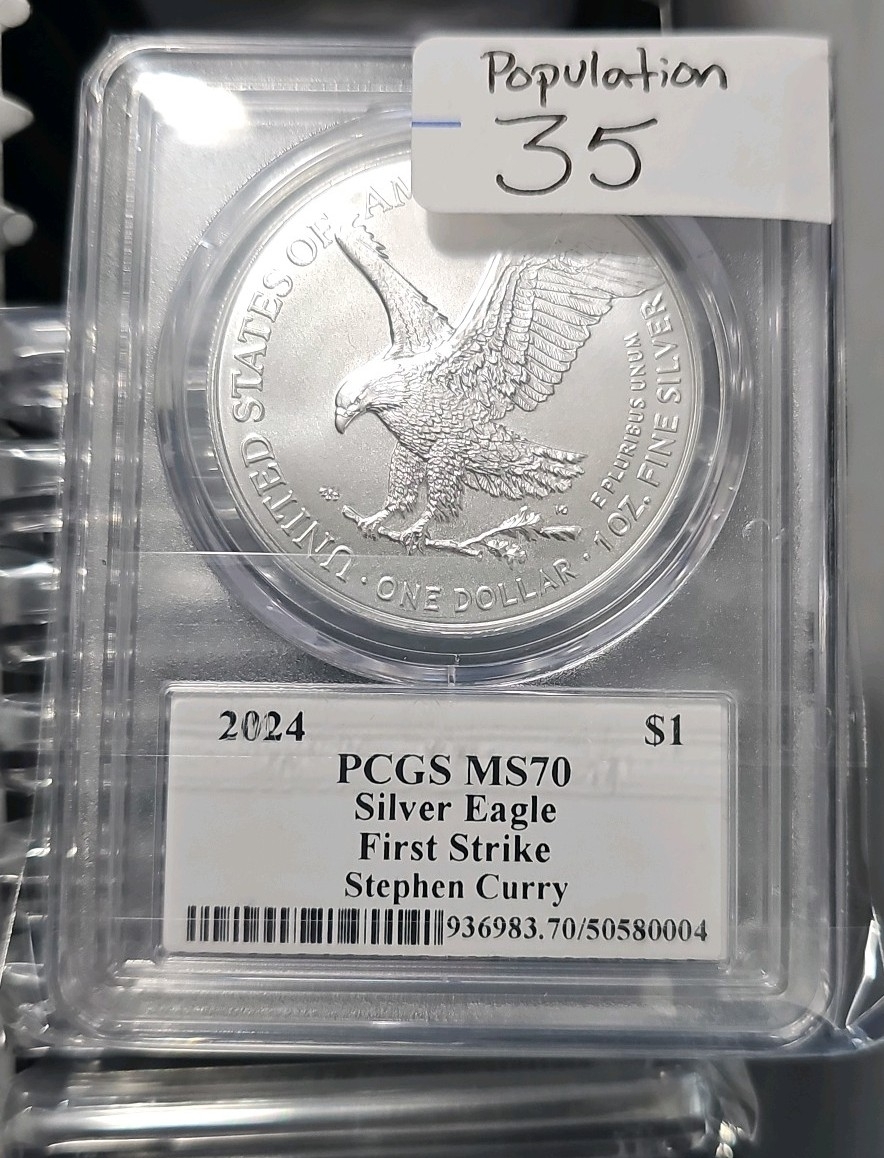 Population
35
UNITED STATES OF AM
E PLURIBUS UNUM
1 OZ. FINE SILVER
· ONE DOLLAR ·
2024 $1
PCGS MS70
Silver Eagle
First Strike
Stephen Curry
936983.70/50580004